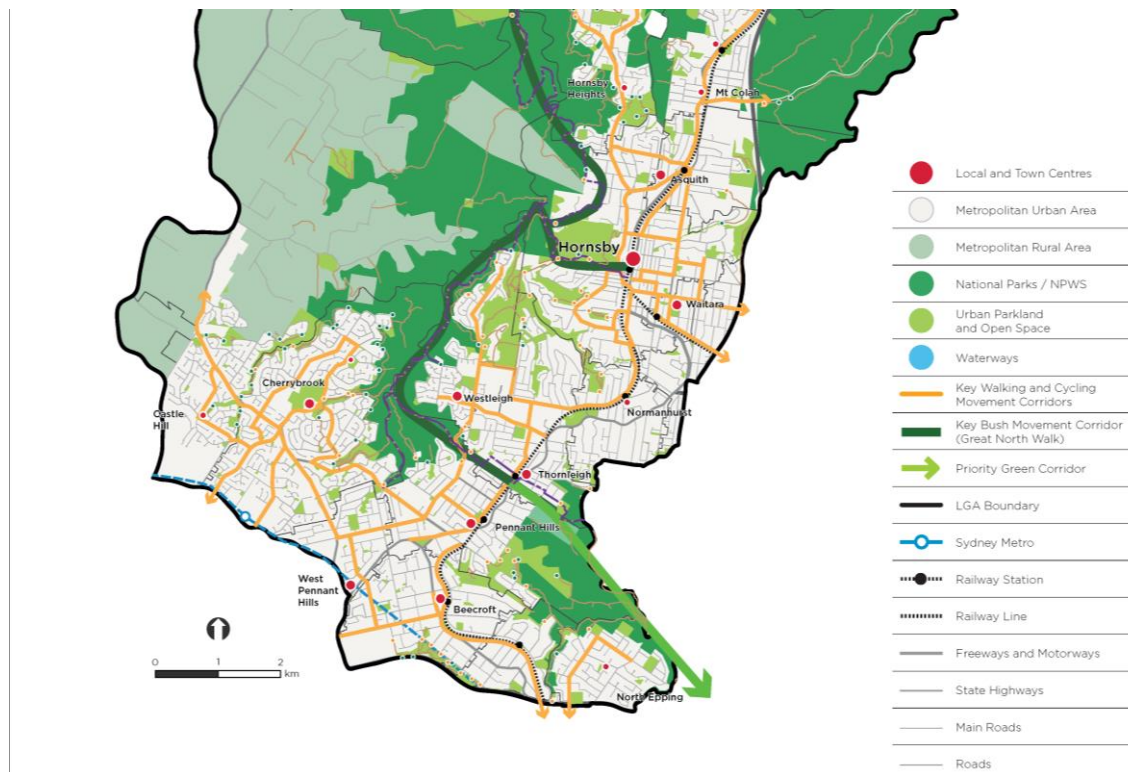 Hornsby
Heights
Mt Colah
Asquith
Hornsby
Waitara
Cherrybrook
Westleigh
Castle
Hill
Normanhurst
Thornleigh
Pennant Hills
West
Pennant
Hills
Beecroft
North Epping
0 1 2
km
Local and Town Centres
Metropolitan Urban Area
Metropolitan Rural Area
National Parks / NPWS
Urban Parkland
and Open Space
Waterways
Key Walking and Cycling
Movement Corridors
Key Bush Movement Corridor
(Great North Walk)
Priority Green Corridor
LGA Boundary
Sydney Metro
Railway Station
Railway Line
Freeways and Motorways
State Highways
Main Roads
Roads